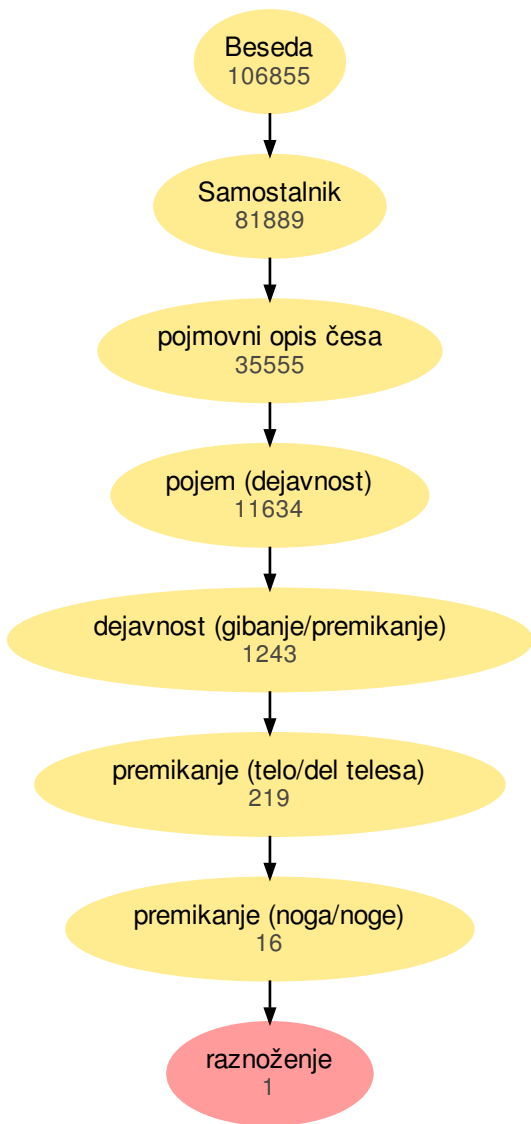 Beseda
106855
Samostalnik
81889
pojmovni opis česa
35555
pojem (dejavnost)
11634
dejavnost (gibanje/premikanje)
1243
premikanje (telo/del telesa)
219
premikanje (noga/noge)
16
raznoženje
1